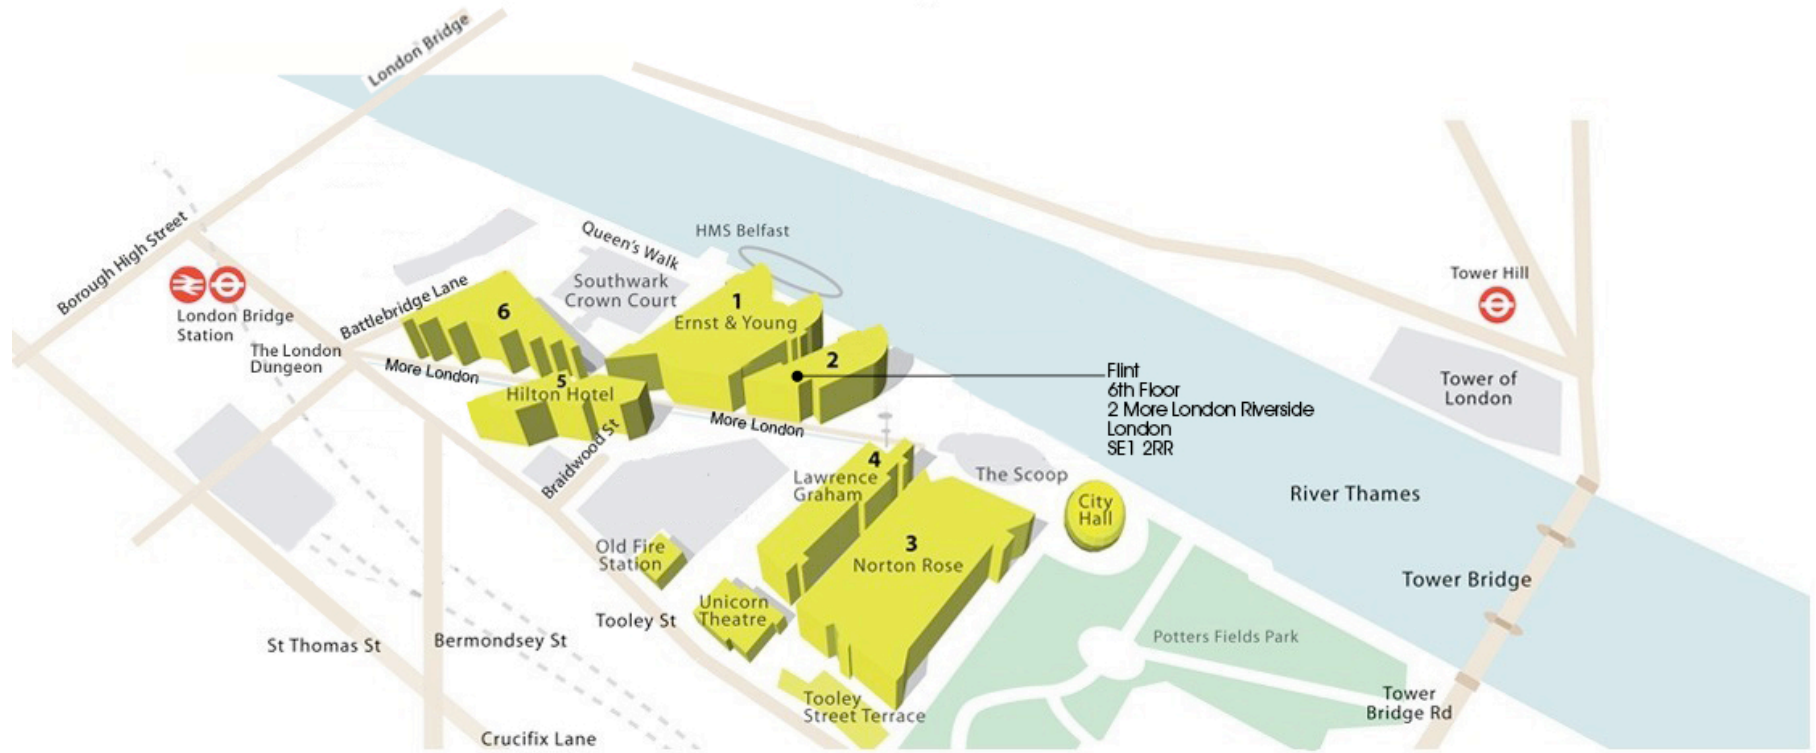 London Bridge
Borough High Street
London Bridge
Station
The London
Dungeon
Battlebridge Lane
More London
6
5
Hilton Hotel
Queen's Walk
Southwark
Crown Court
HMS Belfast
1
Ernst & Young
2
More London
Flint
6th Floor
2 More London Riverside
London
SE1 2RR
Tower Hill
Tower of
London
River Thames
Tower Bridge
Tower
Bridge Rd
Braidwood St
4
Lawrence
Graham
The Scoop
City
Hall
3
Norton Rose
Old Fire
Station
Unicorn
Theatre
Tooley St
Tooley
Street Terrace
Potters Fields Park
St Thomas St
Bermondsey St
Crucifix Lane